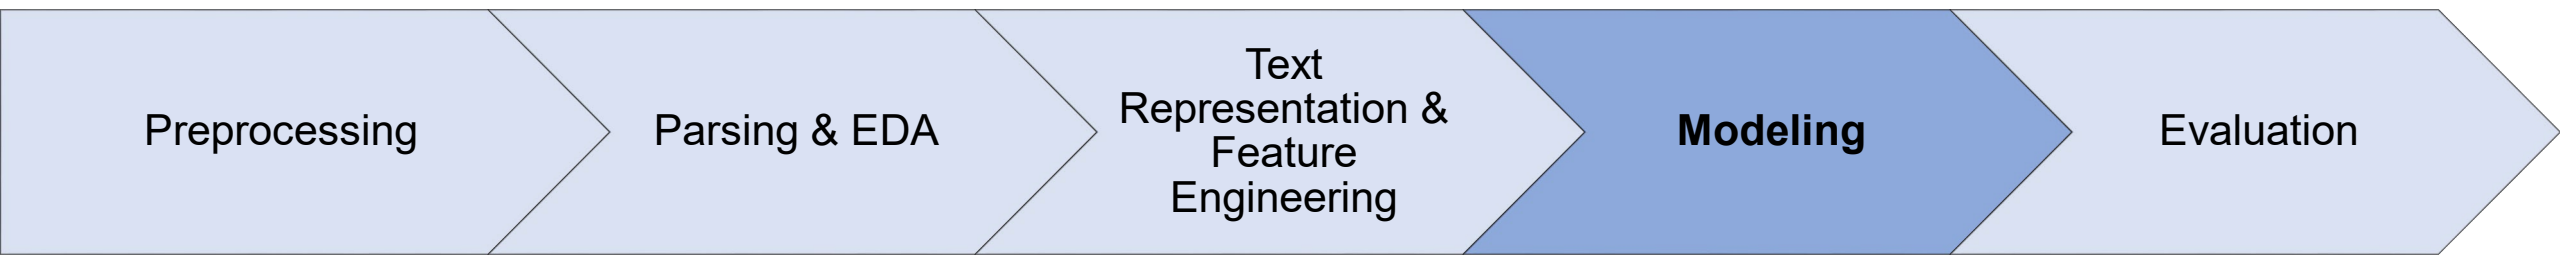 Preprocessing
Parsing & EDA
Text
Representation &
Feature
Engineering
Modeling
Evaluation